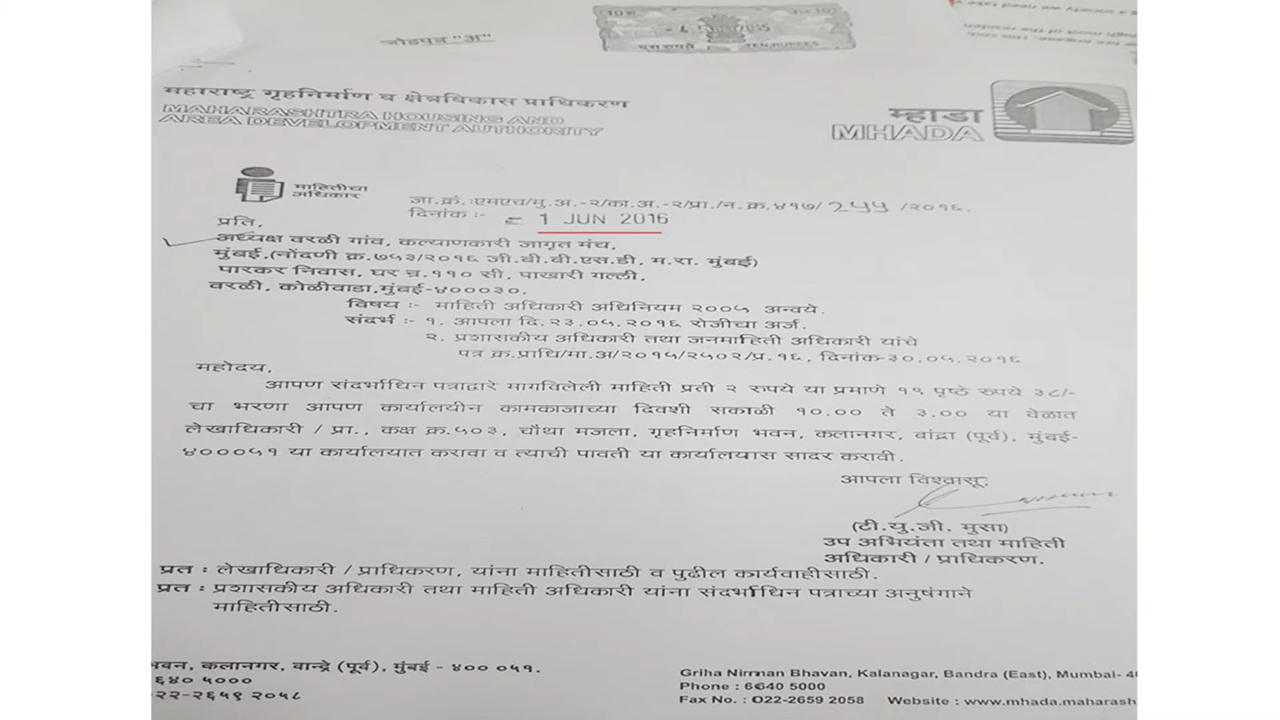 जोडपत्र "अ"
TEN RUPEES
महाराष्ट्र गृहनिर्माण व क्षेत्रविकास प्राधिकरण
MAHARASHTRA HOUSING AND
AREA DEVELOPMENT AUTHORITY
म्हाडा
MHADA
माहितीचा
अधिकार
जा.क्रं.:एमएच/मु.अ.-२/का.अ.-२/प्रा./न.क्र.४१७/ २५५ /२०१६.
दिनांक :- 1 JUN 2016
प्रति,
अध्यक्ष वरळी गांव, कल्याणकारी जागृत मंच,
मुंबई,(नोंदणी क्र.७५३/२०१६ जी.बी.बी.एस.डी, म.रा. मुंबई)
पारकर निवास, घर न्र.११० सी, पाखारी गल्ली,
वरळी, कोळीवाडा,मुंबई-४०००३०.
विषय :- माहिती अधिकारी अधिनियम २००५ अन्वये.
संदर्भ :- १. आपला दि.२३.०५.२०१६ रोजीचा अर्ज.
२. प्रशासकीय अधिकारी तथा जनमाहिती अधिकारी यांचे
पत्र क्र.प्राधि/मा.अ/२०१५/२५०२/प्र.१६, दिनांक-३०.०५.२०१६
महोदय,
आपण संदर्भाधिन पत्राद्वारे मागविलेली माहिती प्रती २ रुपये या प्रमाणे १९ पृष्ठे रुपये ३८/-
चा भरणा आपण कार्यालयीन कामकाजाच्या दिवशी सकाळी १०.०० ते ३.०० या वेळात
लेखाधिकारी / प्रा., कक्ष क्र.५०३, चौथा मजला, गृहनिर्माण भवन, कलानगर, बांद्रा (पूर्व), मुंबई-
४०००५१ या कार्यालयात करावा व त्याची पावती या कार्यालयास सादर करावी.
आपला विश्वासू,
(टी.यु.जी. मुसा)
उप अभियंता तथा माहिती
अधिकारी / प्राधिकरण.
प्रत : लेखाधिकारी / प्राधिकरण, यांना माहितीसाठी व पुढील कार्यवाहीसाठी.
प्रत : प्रशासकीय अधिकारी तथा माहिती अधिकारी यांना संदर्भाधिन पत्राच्या अनुषंगाने
माहितीसाठी.
भवन, कलानगर, वान्द्रे (पूर्व), मुंबई - ४०० ०५१.
६४० ५०००
२२-२६५९ २०५८
Griha Nirman Bhavan, Kalanagar, Bandra (East), Mumbai- 4
Phone : 6640 5000
Fax No. : 022-2659 2058 Website : www.mhada.maharash